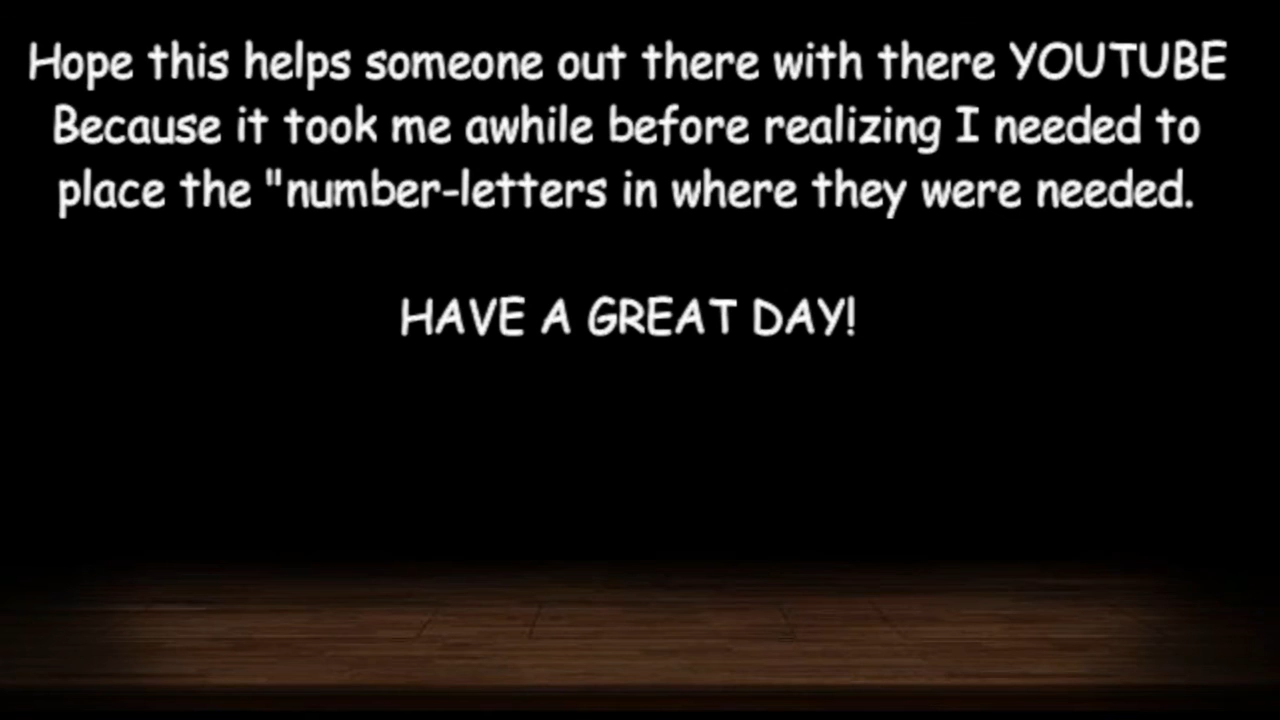 Hope this helps someone out there with there YOUTUBE
Because it took me awhile before realizing I needed to
place the "number-letters in where they were needed.
HAVE A GREAT DAY!